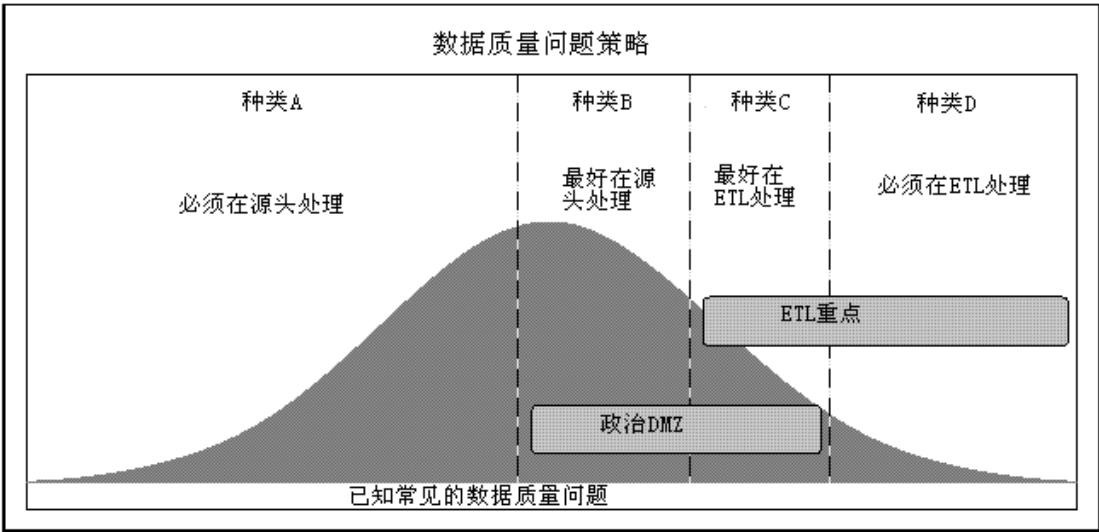 数据质量问题策略
种类A
种类B
种类C
种类D
必须在源头处理
最好在源
头处理
最好在
ETL处理
必须在ETL处理
ETL重点
政治DMZ
已知常见的数据质量问题